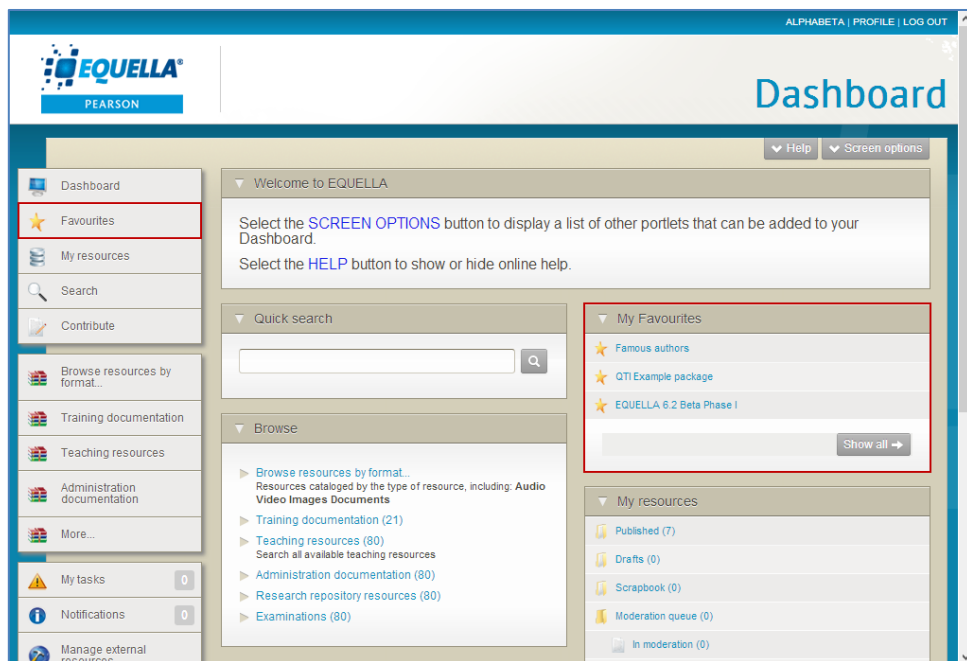 ALPHABETA | PROFILE | LOG OUT
EQUELLA®
PEARSON
Dashboard
Help
Screen options
Dashboard
Favourites
My resources
Search
Contribute
Browse resources by
format...
Training documentation
Teaching resources
Administration
documentation
More...
My tasks
0
Notifications
0
Manage external
resources
Welcome to EQUELLA
Select the SCREEN OPTIONS button to display a list of other portlets that can be added to your
Dashboard.
Select the HELP button to show or hide online help.
Quick search
Browse
Browse resources by format...
Resources cataloged by the type of resource, including: Audio
Video Images Documents
Training documentation (21)
Teaching resources (80)
Search all available teaching resources
Administration documentation (80)
Research repository resources (80)
Examinations (80)
My Favourites
Famous authors
QTI Example package
EQUELLA 6.2 Beta Phase I
Show all
My resources
Published (7)
Drafts (0)
Scrapbook (0)
Moderation queue (0)
In moderation (0)